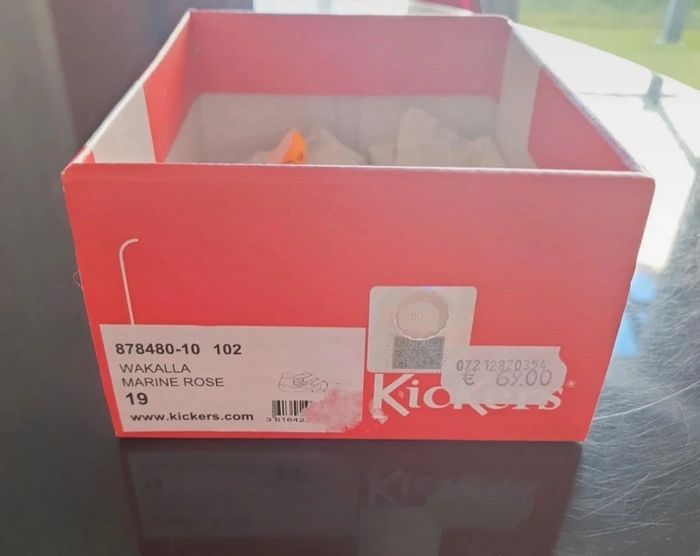 878480-10 102
WAKALLA
MARINE ROSE
19
www.kickers.com
Kickers®
07212820354
€ 69.00